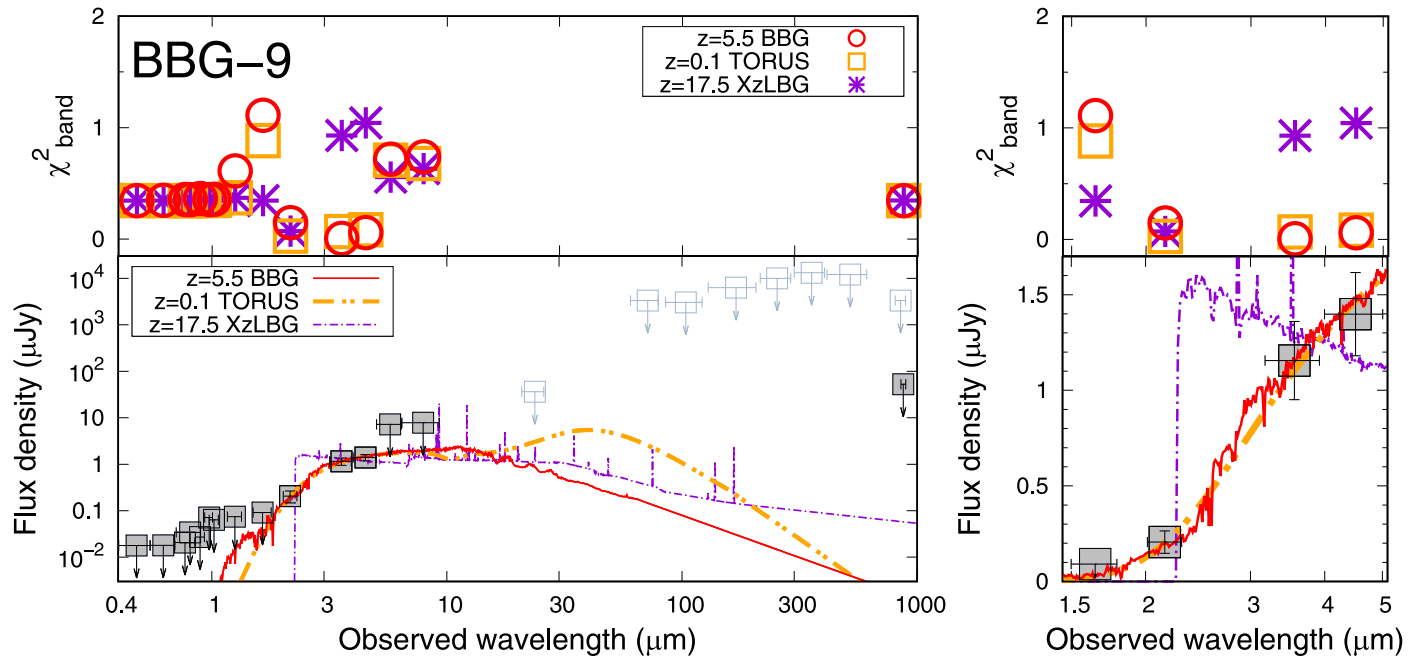 BBG−9
z=5.5 BBG
z=0.1 TORUS
z=17.5 XzLBG
χ²band
2
1
0
2
1
0
χ²band
z=5.5 BBG
z=0.1 TORUS
z=17.5 XzLBG
Flux density (μJy)
10⁴
10³
10²
10
1
0.1
10⁻²
0.4 1 3 10 30 100 300 1000
Observed wavelength (μm)
Flux density (μJy)
1.5
1
0.5
0
1.5 2 3 4 5
Observed wavelength (μm)